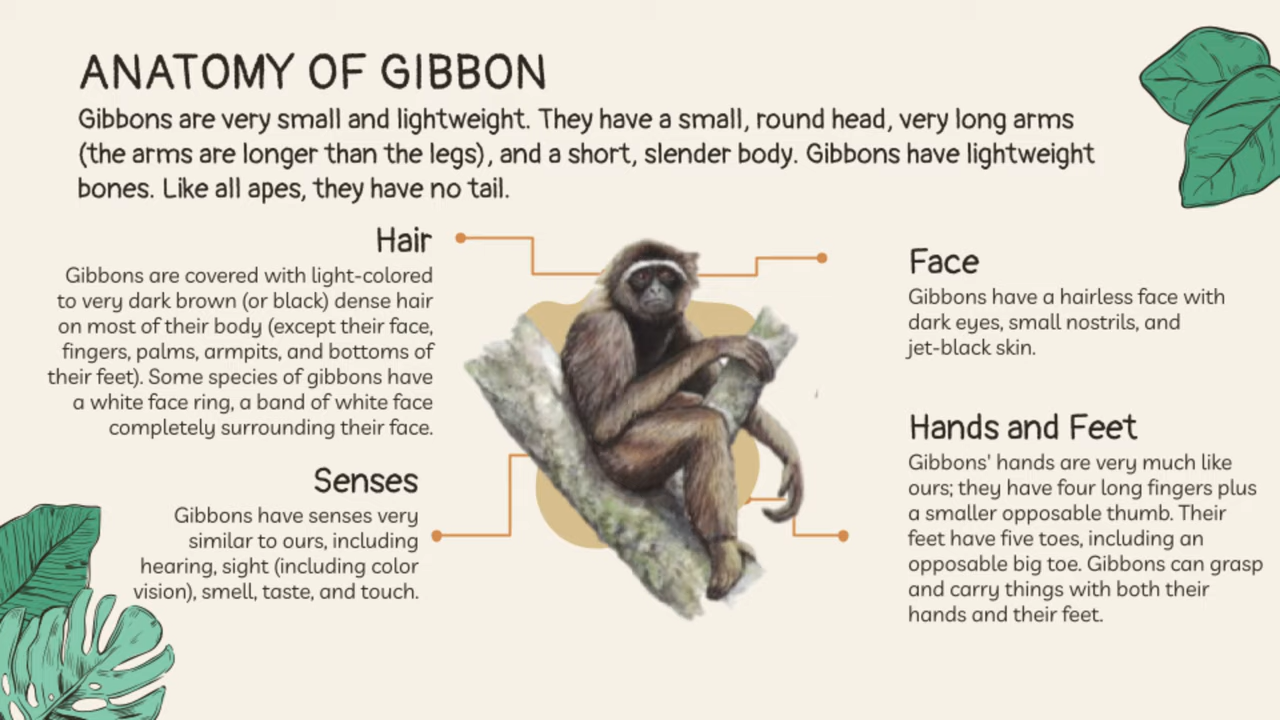 ANATOMY OF GIBBON
Gibbons are very small and lightweight. They have a small, round head, very long arms
(the arms are longer than the legs), and a short, slender body. Gibbons have lightweight
bones. Like all apes, they have no tail.
Hair
Gibbons are covered with light-colored
to very dark brown (or black) dense hair
on most of their body (except their face,
fingers, palms, armpits, and bottoms of
their feet). Some species of gibbons have
a white face ring, a band of white face
completely surrounding their face.
Senses
Gibbons have senses very
similar to ours, including
hearing, sight (including color
vision), smell, taste, and touch.
Face
Gibbons have a hairless face with
dark eyes, small nostrils, and
jet-black skin.
Hands and Feet
Gibbons' hands are very much like
ours; they have four long fingers plus
a smaller opposable thumb. Their
feet have five toes, including an
opposable big toe. Gibbons can grasp
and carry things with both their
hands and their feet.